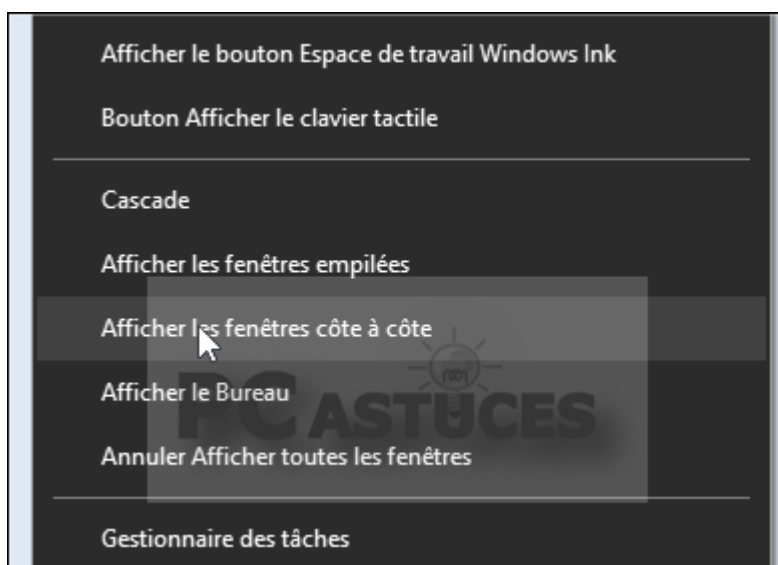 Afficher le bouton Espace de travail Windows Ink
Bouton Afficher le clavier tactile
Cascade
Afficher les fenêtres empilées
Afficher les fenêtres côte à côte
Afficher le Bureau
PC ASTUCES
Annuler Afficher toutes les fenêtres
Gestionnaire des tâches